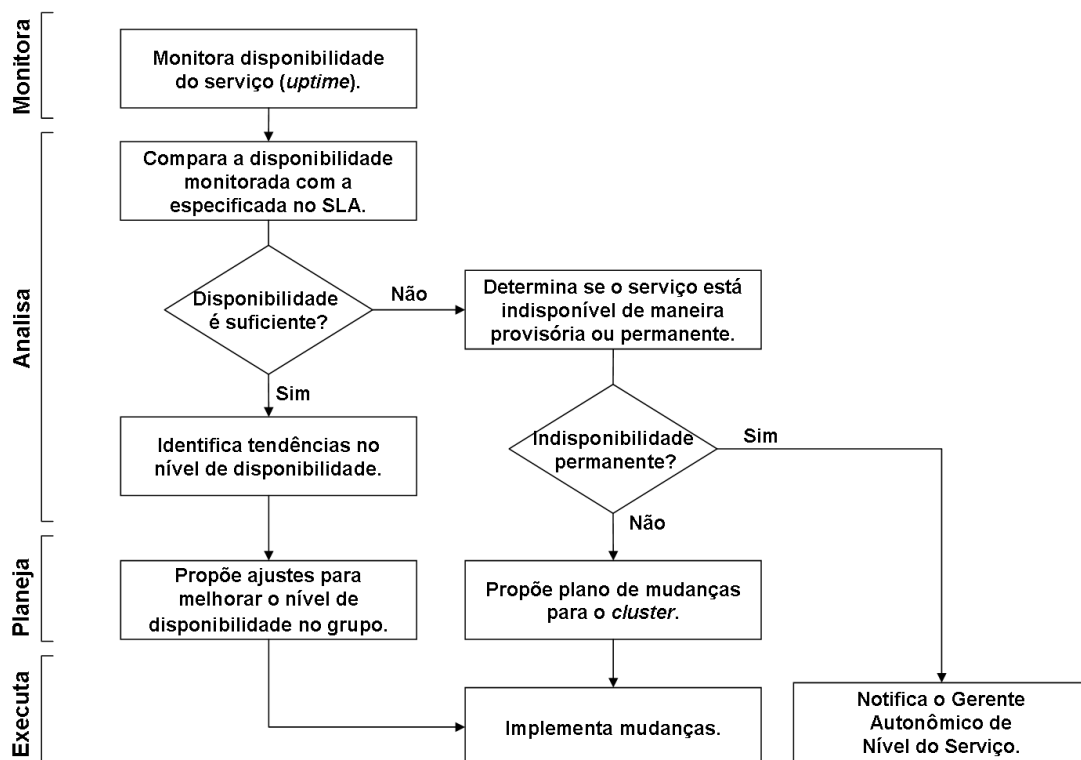 Monitora
Monitora disponibilidade
do serviço (uptime).
Analisa
Compara a disponibilidade
monitorada com a
especificada no SLA.
Disponibilidade
é suficiente?
Não
Determina se o serviço está
indisponível de maneira
provisória ou permanente.
Sim
Identifica tendências no
nível de disponibilidade.
Indisponibilidade
permanente?
Sim
Não
Planeja
Propõe ajustes para
melhorar o nível de
disponibilidade no grupo.
Propõe plano de mudanças
para o cluster.
Executa
Implementa mudanças.
Notifica o Gerente
Autonômico de
Nível do Serviço.